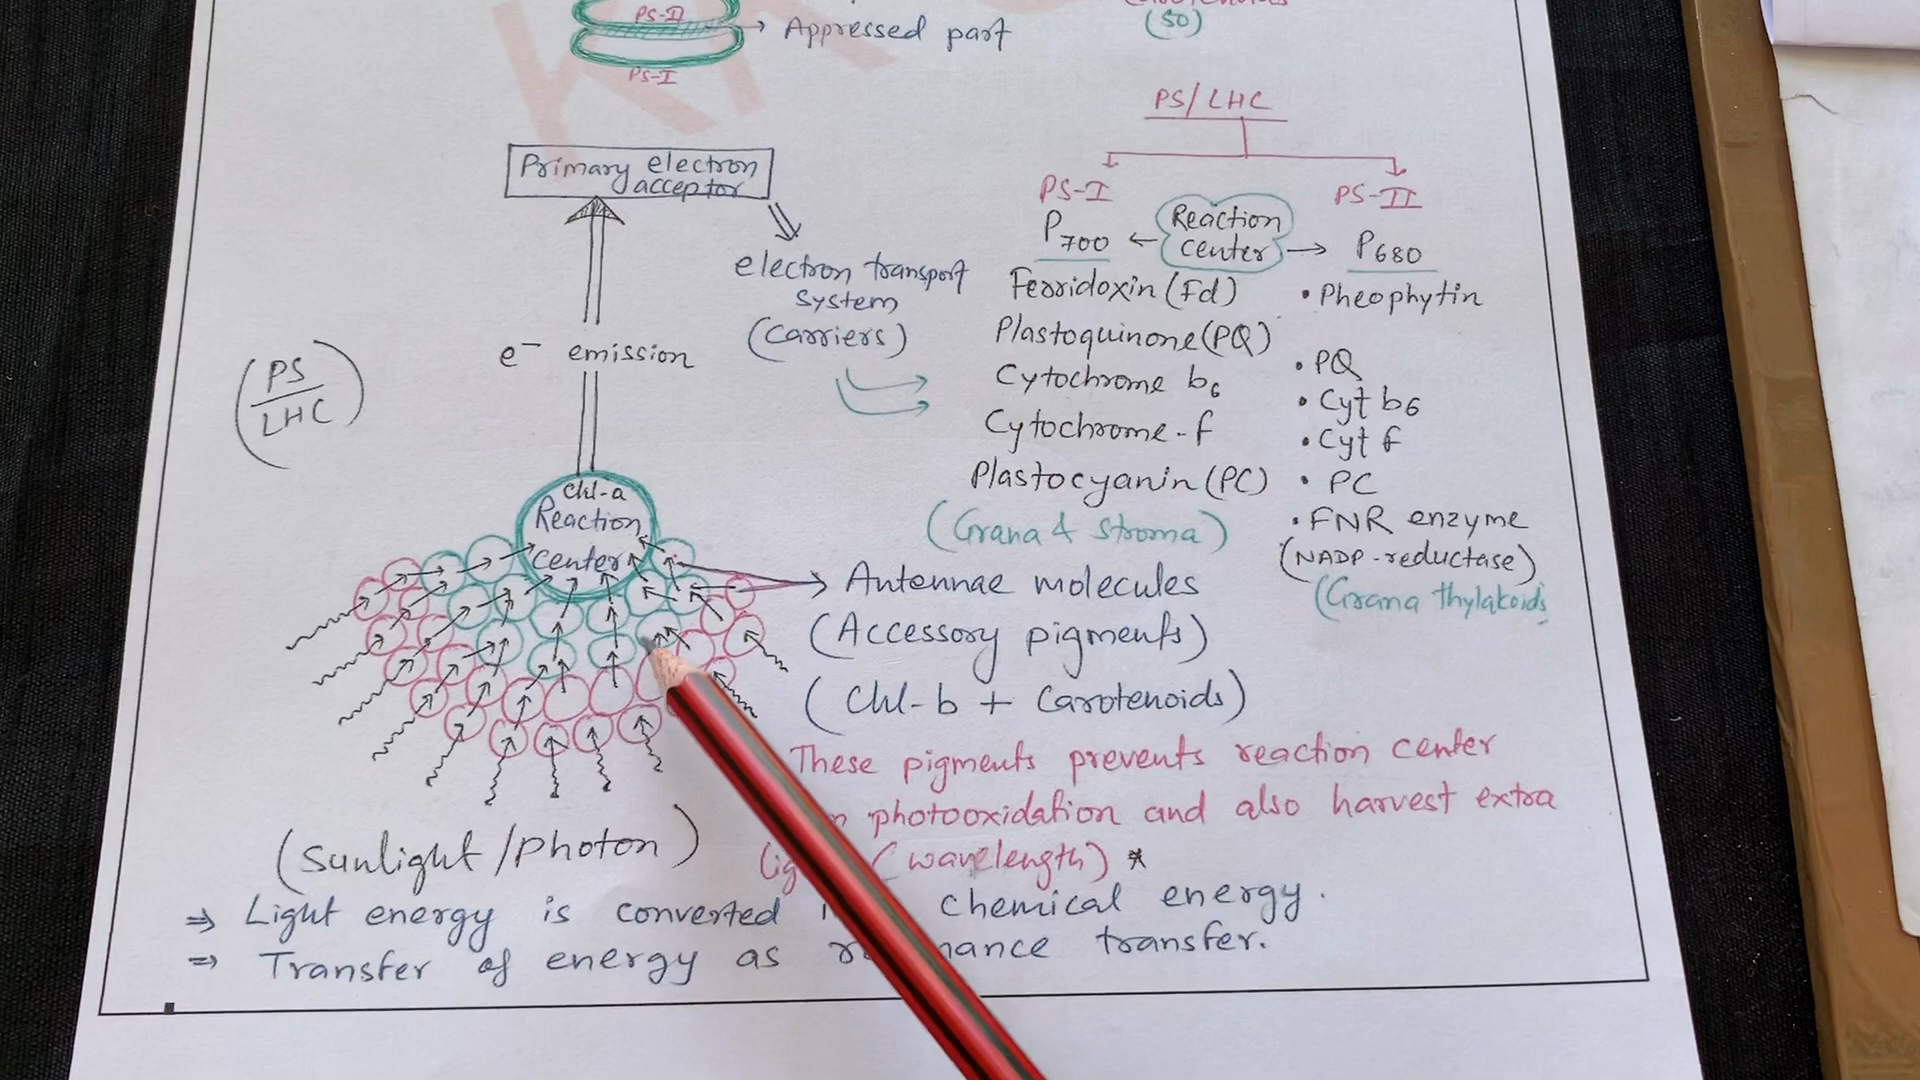 PS-II
Appressed part
(50)
PS-I
PS/LHC
Primary electron
acceptor
PS-I
PS-II
Reaction
center
P700
P680
electron transport
system
(Carriers)
Ferridoxin (Fd)
• Pheophytin
Plastoquinone (PQ)
• PQ
e- emission
Cytochrome b6
• Cyt b6
PS
LHC
Cytochrome-f
• Cyt f
Plastocyanin (PC)
• PC
Chl-a
Reaction
center
(Grana & stroma)
• FNR enzyme
(NADP-reductase)
(Grana thylakoids
Antennae molecules
(Accessory pigments)
(Chl-b + Carotenoids)
These pigments prevents reaction center
photooxidation and also harvest extra
(wavelength) *
(Sunlight/Photon)
⇒ Light energy is converted chemical energy.
⇒ Transfer of energy as transfer.